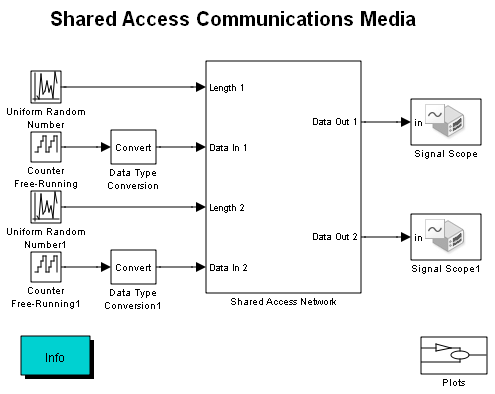 Shared Access Communications Media
Length 1
Uniform Random
Number
Data Out 1
in
Signal Scope
Convert
Data In 1
Counter
Free-Running
Data Type
Conversion
Length 2
Uniform Random
Number1
Data Out 2
in
Signal Scope1
Convert
Data In 2
Counter
Free-Running1
Data Type
Conversion1
Shared Access Network
Info
Plots